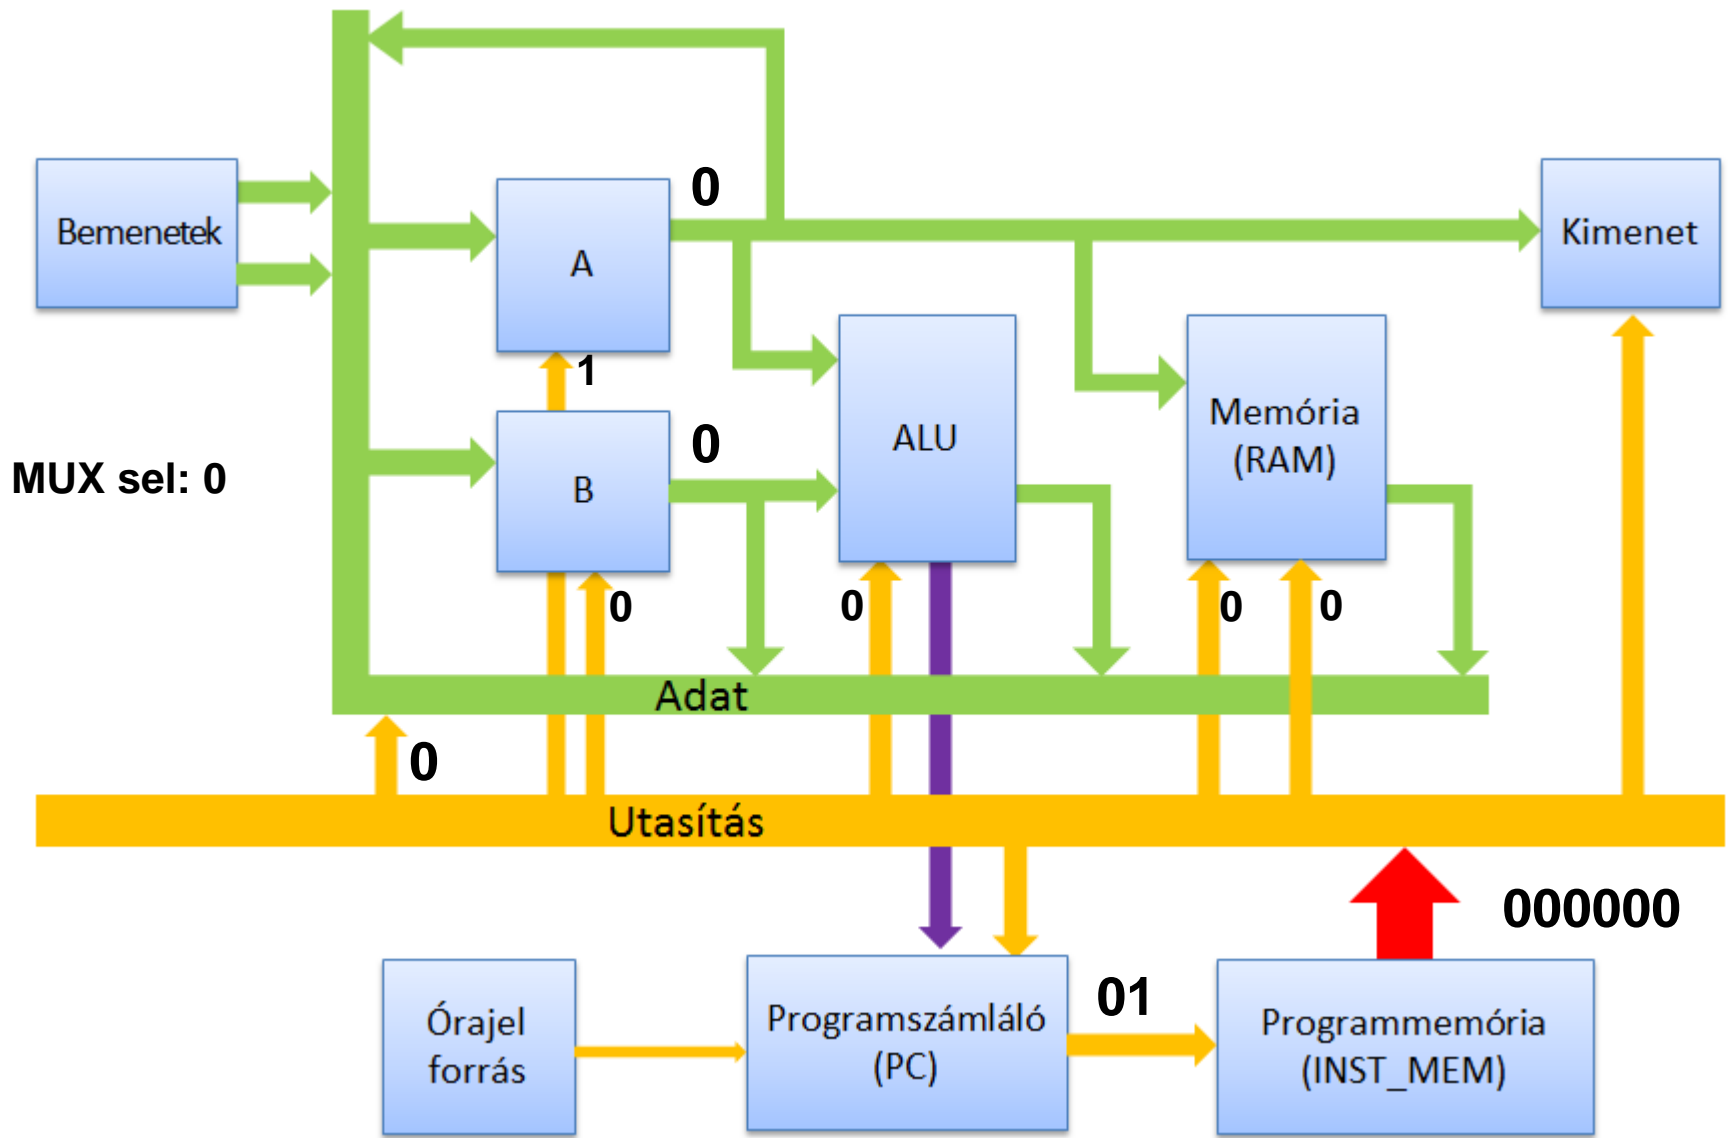 0
Bemenetek
A
Kimenet
1
0
ALU
Memória
(RAM)
MUX sel: 0
B
0
0
0
0
Adat
0
Utasítás
000000
01
Órajel
forrás
Programszámláló
(PC)
Programmemória
(INST_MEM)